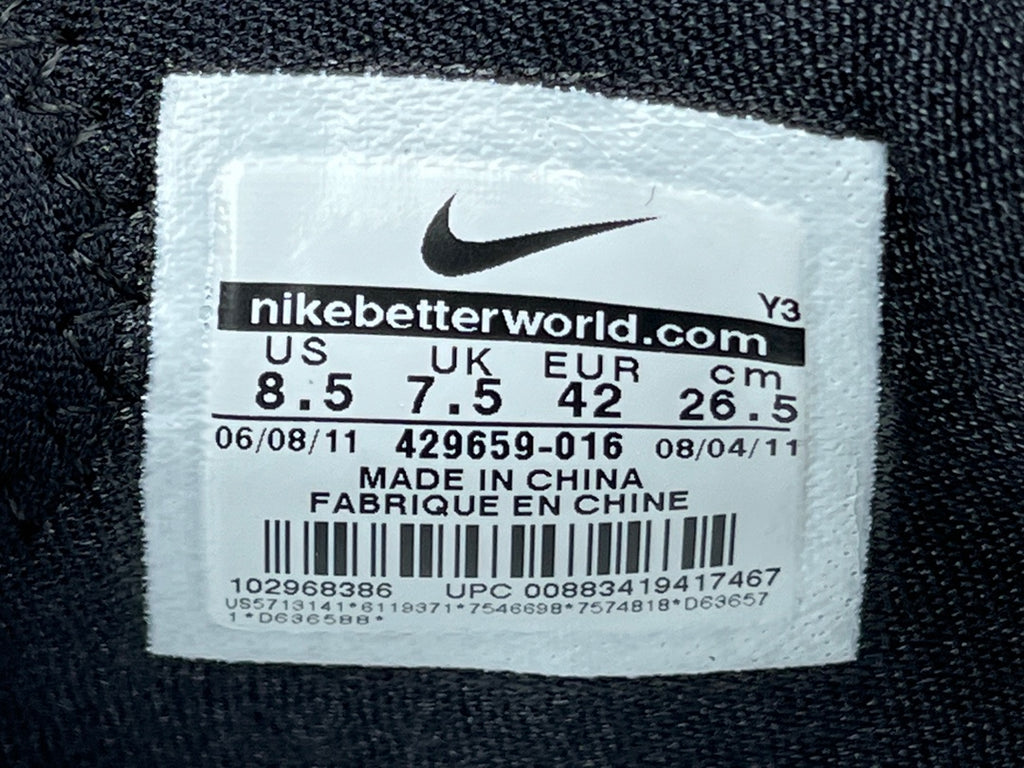 Y3
nikebetterworld.com
US UK EUR cm
8.5 7.5 42 26.5
06/08/11 429659-016 08/04/11
MADE IN CHINA
FABRIQUE EN CHINE
102968386 UPC 00883419417467
US5713141*6119371*7546698*7574818*D63657
1*D636588*